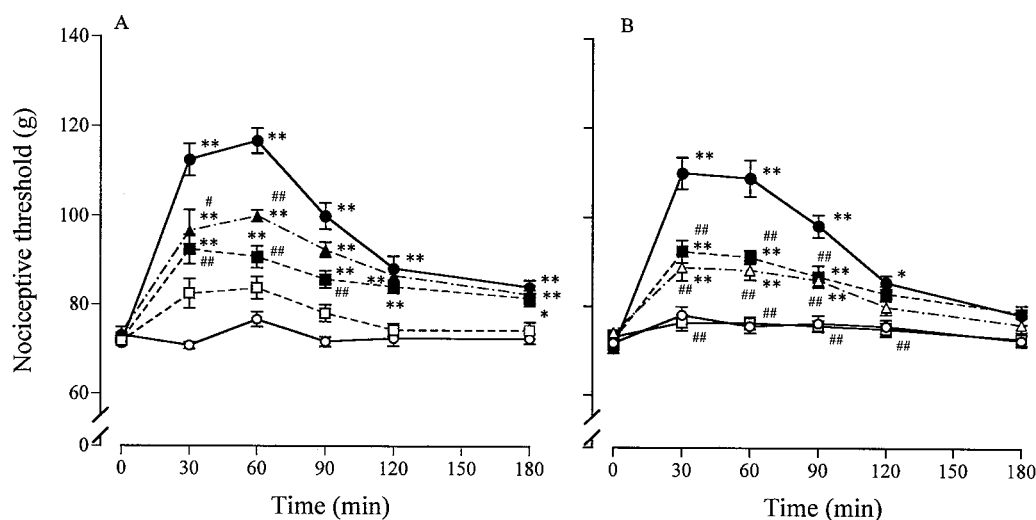 A
B
140
120
100
80
60
0
Nociceptive threshold (g)
** **
# ## **
** **
** ** ** **
## ## ** ** **
## ** **
*
0 30 60 90 120 150 180
Time (min)
** **
**
## ## *
** ** ##
** ** **
## ## ## **
##
## ## ##
0 30 60 90 120 150 180
Time (min)